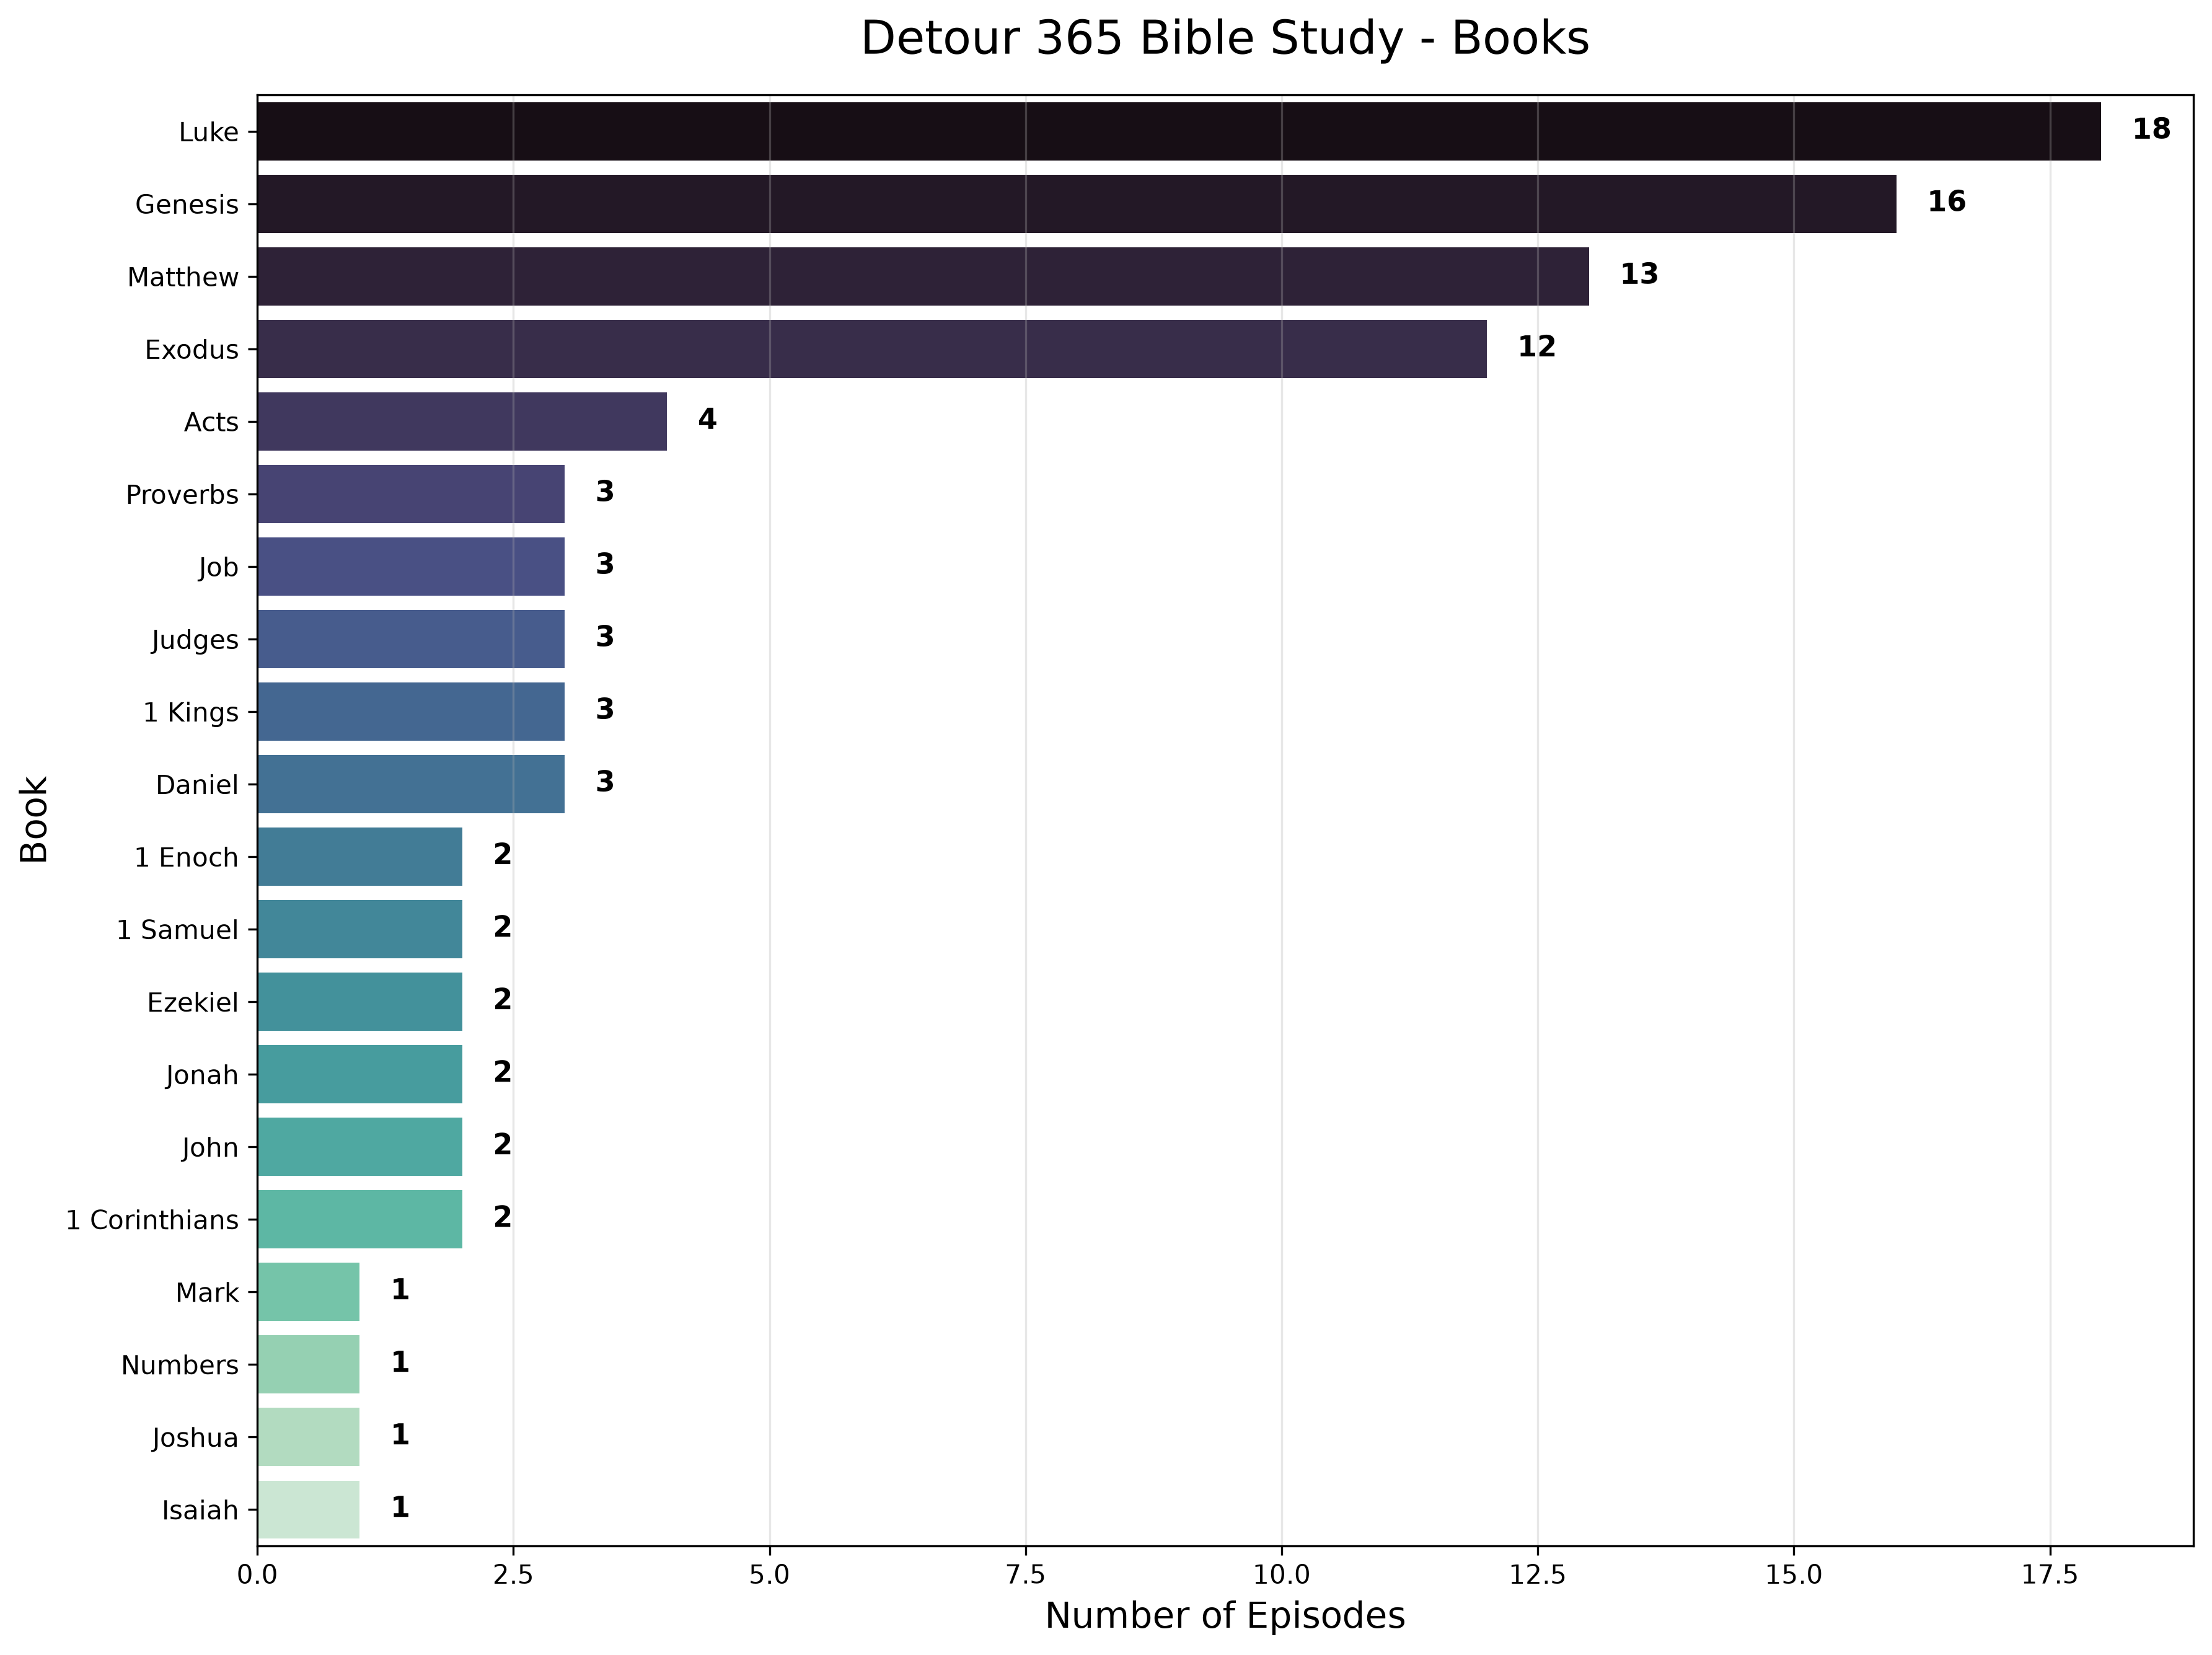 Detour 365 Bible Study - Books
Book
Luke 18
Genesis 16
Matthew 13
Exodus 12
Acts 4
Proverbs 3
Job 3
Judges 3
1 Kings 3
Daniel 3
1 Enoch 2
1 Samuel 2
Ezekiel 2
Jonah 2
John 2
1 Corinthians 2
Mark 1
Numbers 1
Joshua 1
Isaiah 1
0.0 2.5 5.0 7.5 10.0 12.5 15.0 17.5
Number of Episodes